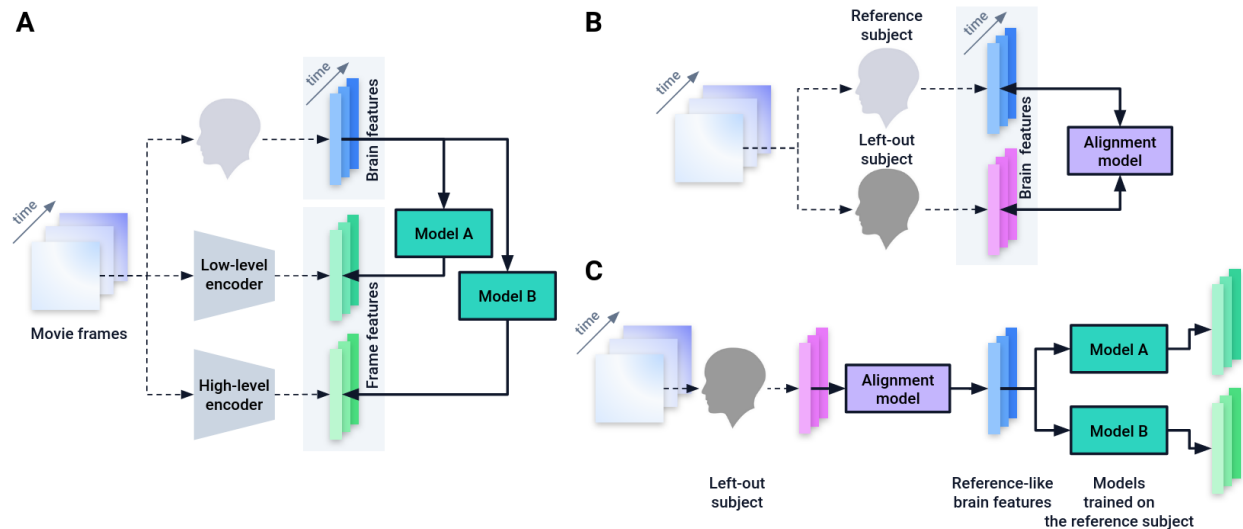 A
time
Brain features
Model A
time
Low-level
encoder
Model B
Movie frames
Frame features
High-level
encoder
B
Reference
subject
time
time
Left-out
subject
Brain features
Alignment
model
C
time
Model A
Alignment
model
Model B
Left-out
subject
Reference-like
brain features
Models
trained on
the reference subject